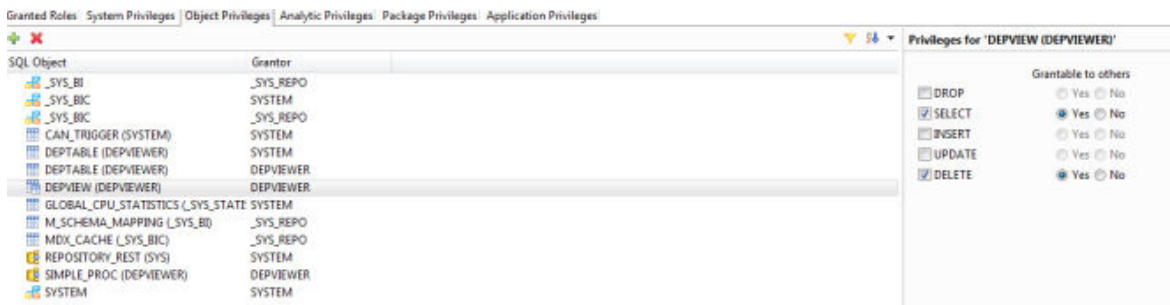 Granted Roles System Privileges Object Privileges Analytic Privileges Package Privileges Application Privileges
SQL Object Grantor
_SYS_BI _SYS_REPO
_SYS_BIC SYSTEM
_SYS_BIC _SYS_REPO
CAN_TRIGGER (SYSTEM) SYSTEM
DEPTABLE (DEPVIEWER) SYSTEM
DEPTABLE (DEPVIEWER) DEPVIEWER
DEPVIEW (DEPVIEWER) DEPVIEWER
GLOBAL_CPU_STATISTICS (_SYS_STATI SYSTEM
M_SCHEMA_MAPPING (_SYS_BI) _SYS_REPO
MDX_CACHE (_SYS_BIC) _SYS_REPO
REPOSITORY_REST (SYS) SYSTEM
SIMPLE_PROC (DEPVIEWER) DEPVIEWER
SYSTEM SYSTEM
Privileges for 'DEPVIEW (DEPVIEWER)'
Grantable to others
DROP Yes No
SELECT Yes No
INSERT Yes No
UPDATE Yes No
DELETE Yes No